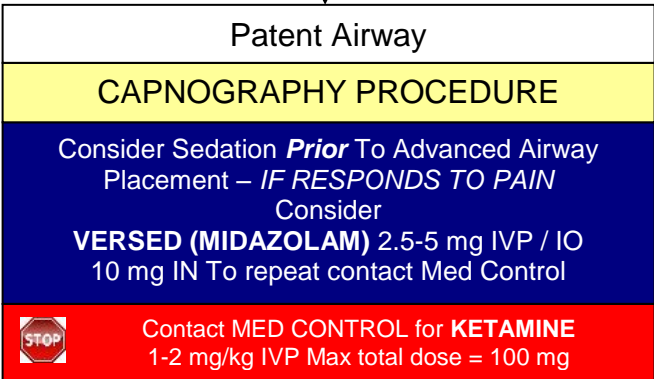 Patent Airway
CAPNOGRAPHY PROCEDURE
Consider Sedation Prior To Advanced Airway
Placement – IF RESPONDS TO PAIN
Consider
VERSED (MIDAZOLAM) 2.5-5 mg IVP / IO
10 mg IN To repeat contact Med Control
STOP
Contact MED CONTROL for KETAMINE
1-2 mg/kg IVP Max total dose = 100 mg